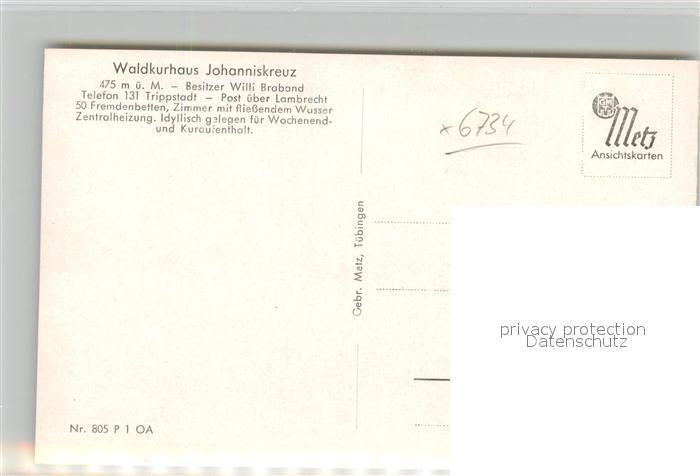 Waldkurhaus Johanniskreuz
475 m ü. M. – Besitzer Willi Braband
Telefon 131 Trippstadt – Post über Lambrecht
50 Fremdenbetten, Zimmer mit fließendem Wasser
Zentralheizung. Idyllisch gelegen für Wochenend-
und Kuraufenthalt.
x 6734
Metz
Ansichtskarten
Gebr. Metz, Tübingen
privacy protection
Datenschutz
Nr. 805 P 1 OA